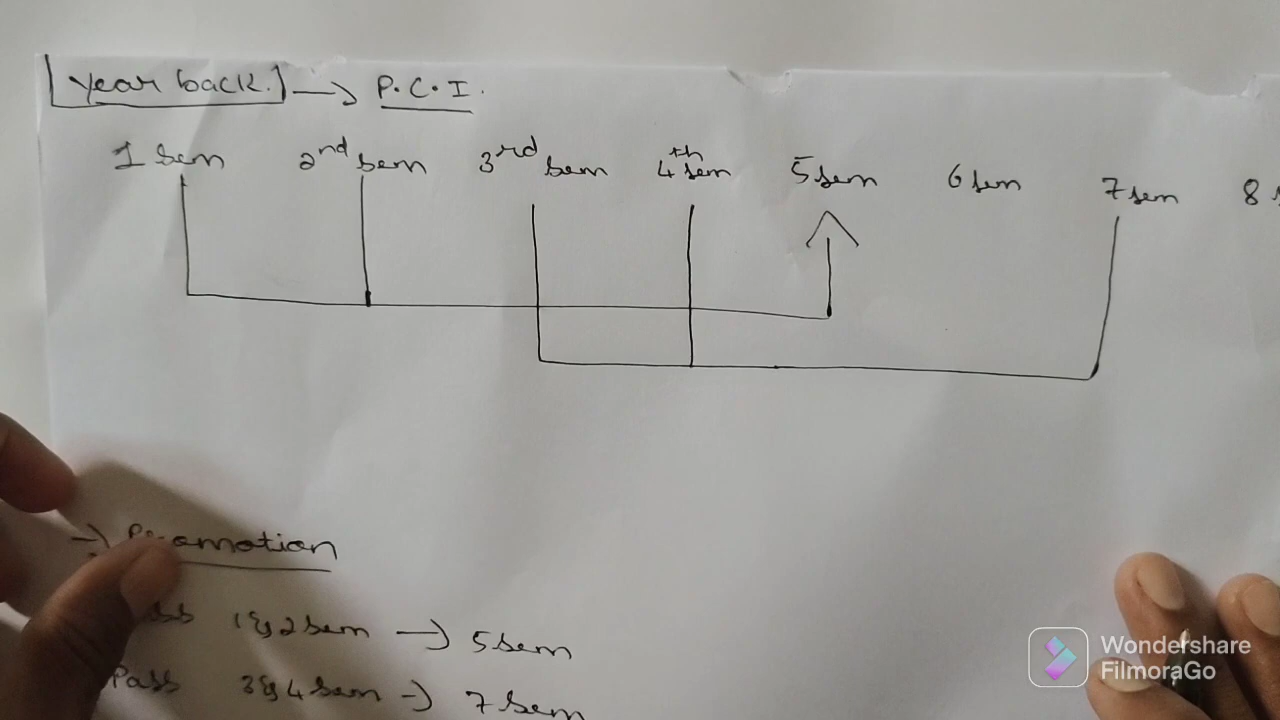 Year back. → P.C.I.
1 Sem 2nd sem 3rd sem 4th sem 5 sem 6 sem 7 sem 8
→ Promotion
1 & 2 sem → 5 sem
Pass 3 & 4 sem → 7 sem
Wondershare
FilmoraGo